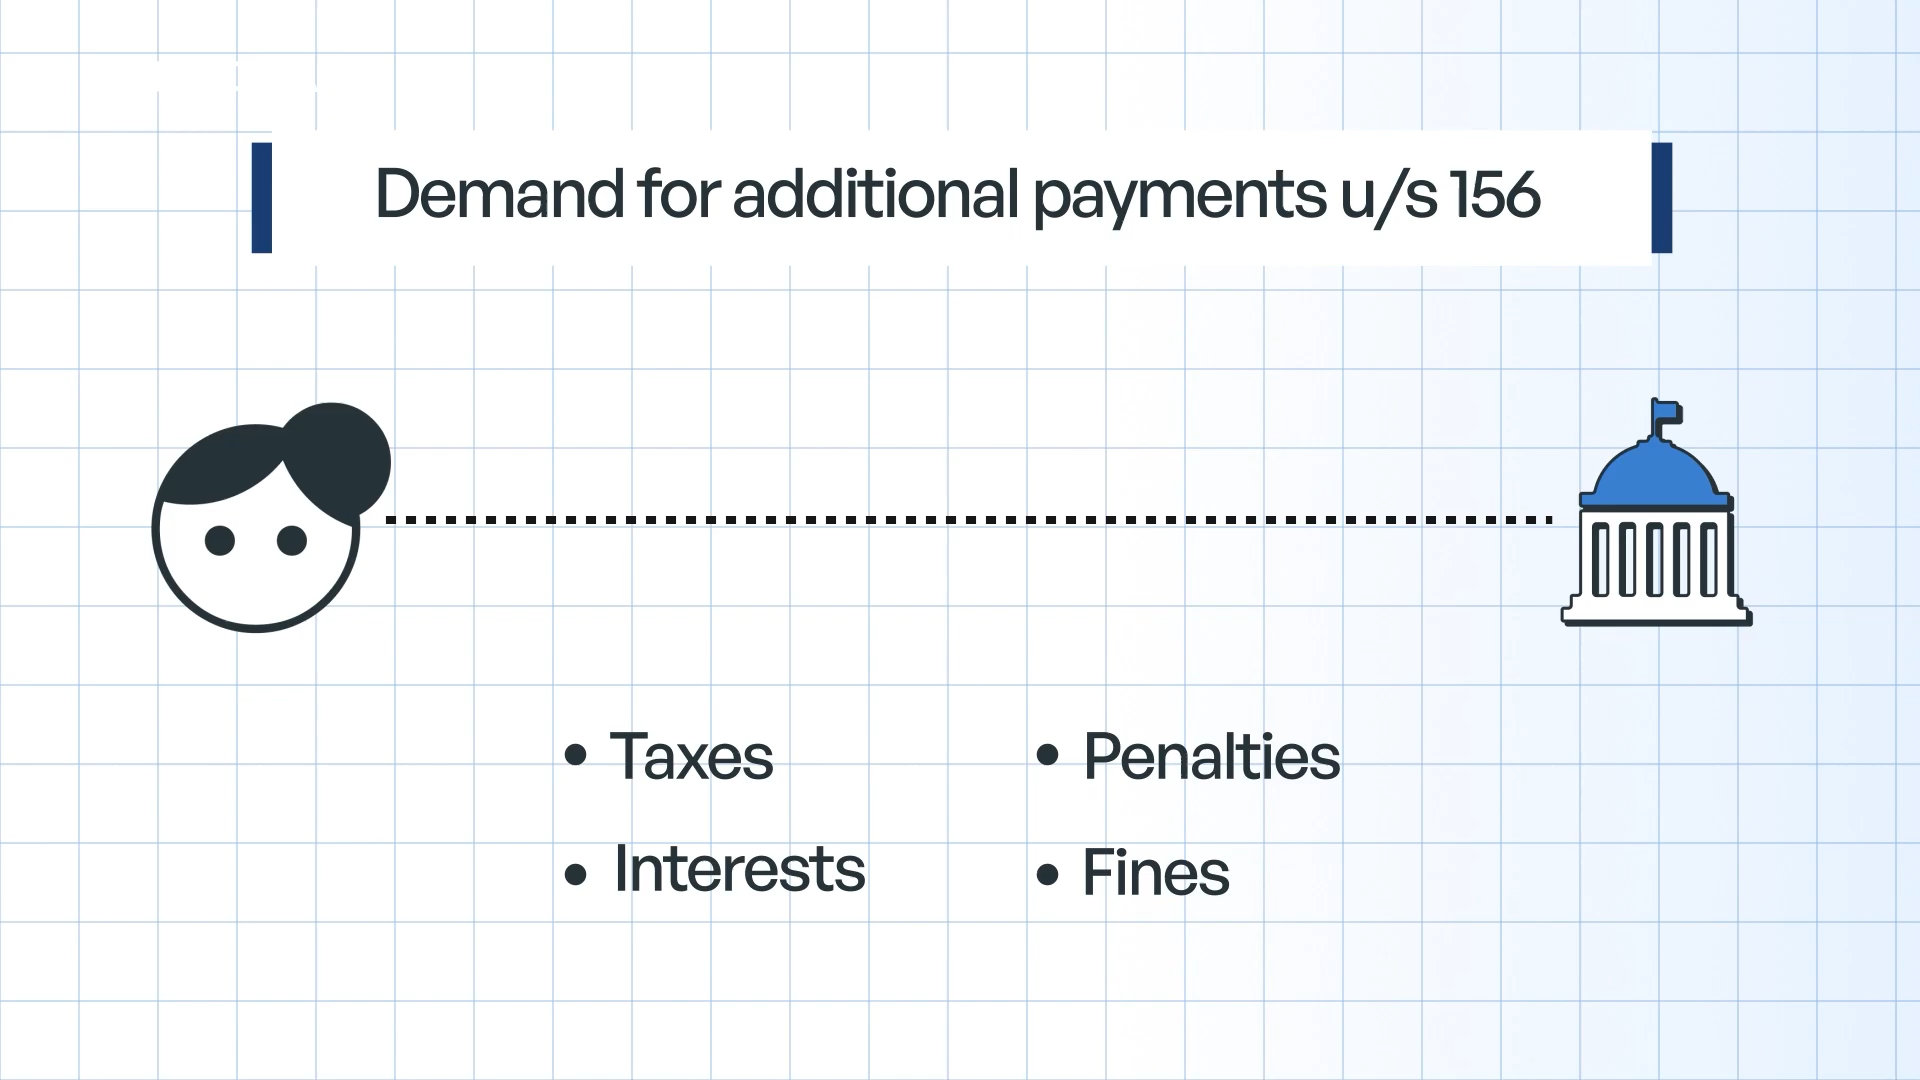 Demand for additional payments u/s 156
• Taxes
• Penalties
• Interests
• Fines